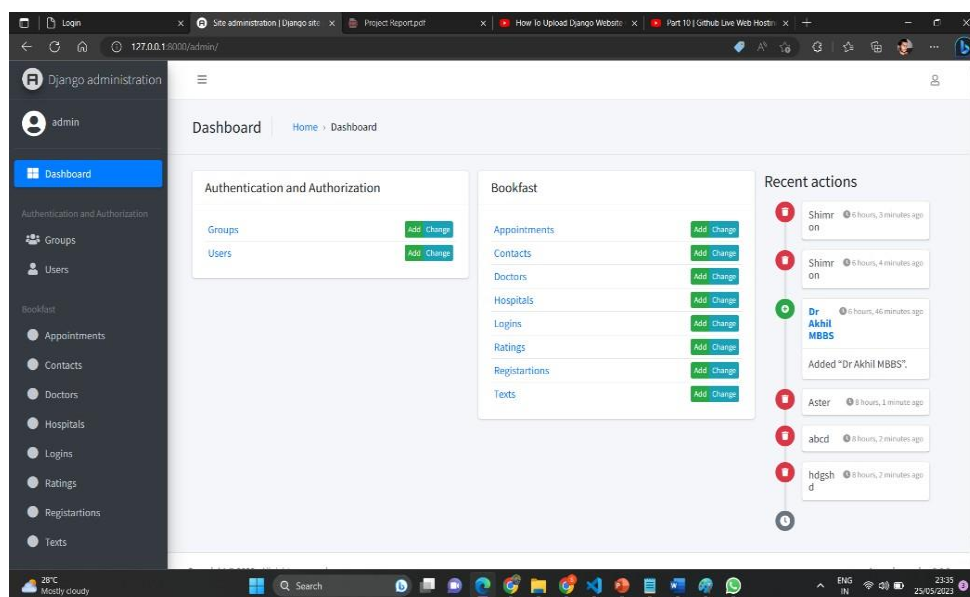 Login
Site administration | Django site
Project Report.pdf
How To Upload Django Website
Part 10 | Github Live Web Hostin
127.0.0.1:8000/admin/
Django administration
admin
Dashboard
Authentication and Authorization
Groups
Users
Bookfast
Appointments
Contacts
Doctors
Hospitals
Logins
Ratings
Registartions
Texts
Dashboard
Home › Dashboard
Authentication and Authorization
Groups Add Change
Users Add Change
Bookfast
Appointments Add Change
Contacts Add Change
Doctors Add Change
Hospitals Add Change
Logins Add Change
Ratings Add Change
Registartions Add Change
Texts Add Change
Recent actions
Shimr 6 hours, 3 minutes ago
on
Shimr 6 hours, 4 minutes ago
on
Dr 6 hours, 46 minutes ago
Akhil
MBBS
Added “Dr Akhil MBBS”.
Aster 8 hours, 1 minute ago
abcd 8 hours, 2 minutes ago
hdgsh 8 hours, 2 minutes ago
d
28°C
Mostly cloudy
Search
ENG
IN
23:35
25/05/2023